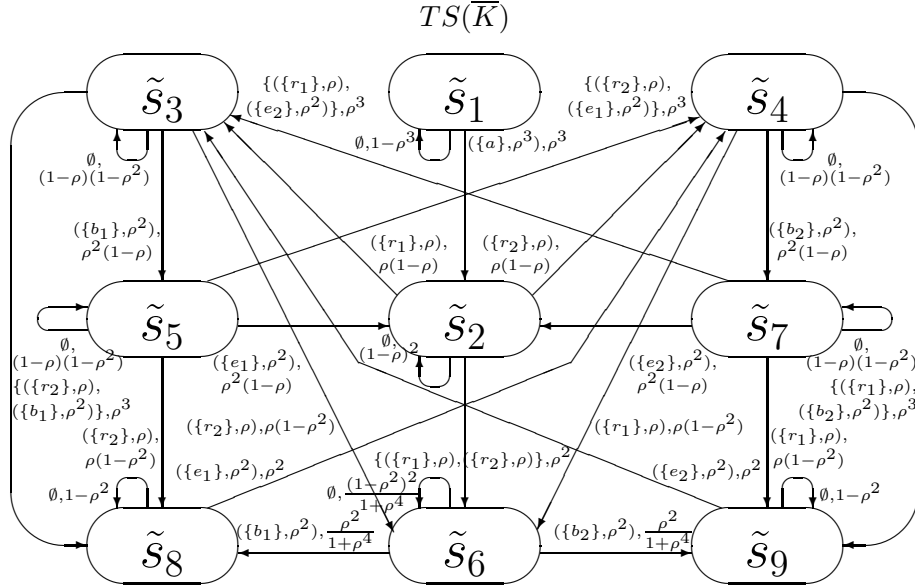 TS(K̅)
{({r₁},ρ),
({e₂},ρ²)},ρ³
{({r₂},ρ),
({e₁},ρ²)},ρ³
s̃₃
s̃₁
s̃₄
∅,
(1−ρ)(1−ρ²)
∅,1−ρ³
({a},ρ³),ρ³
∅,
(1−ρ)(1−ρ²)
({b₁},ρ²),
ρ²(1−ρ)
({r₁},ρ),
ρ(1−ρ)
({r₂},ρ),
ρ(1−ρ)
({b₂},ρ²),
ρ²(1−ρ)
s̃₅
s̃₂
s̃₇
∅,
(1−ρ)(1−ρ²)
∅,
(1−ρ)²
∅,
(1−ρ)(1−ρ²)
({e₁},ρ²),
ρ²(1−ρ)
({e₂},ρ²),
ρ²(1−ρ)
{({r₂},ρ),
({b₁},ρ²)},ρ³
{({r₁},ρ),
({b₂},ρ²)},ρ³
({r₂},ρ),
ρ(1−ρ²)
({r₂},ρ),ρ(1−ρ²)
({r₁},ρ),ρ(1−ρ²)
({r₁},ρ),
ρ(1−ρ²)
({e₁},ρ²),ρ²
{({r₁},ρ),({r₂},ρ)},ρ²
({e₂},ρ²),ρ²
∅,1−ρ²
∅,(1−ρ²)²/1+ρ⁴
∅,1−ρ²
s̃₈
({b₁},ρ²),ρ²/1+ρ⁴
s̃₆
({b₂},ρ²),ρ²/1+ρ⁴
s̃₉